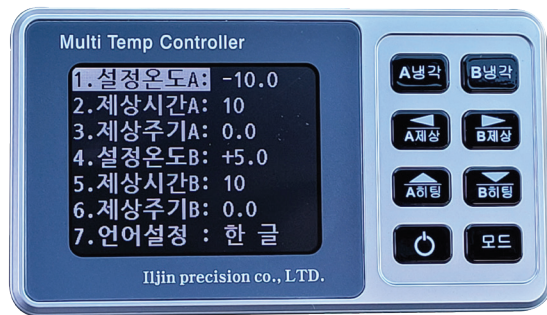 Multi Temp Controller
1.설정온도A: -10.0
2.제상시간A: 10
3.제상주기A: 0.0
4.설정온도B: +5.0
5.제상시간B: 10
6.제상주기B: 0.0
7.언어설정 : 한 글
Iljin precision co., LTD.
A냉각 B냉각
A제상 B제상
A히팅 B히팅
모드